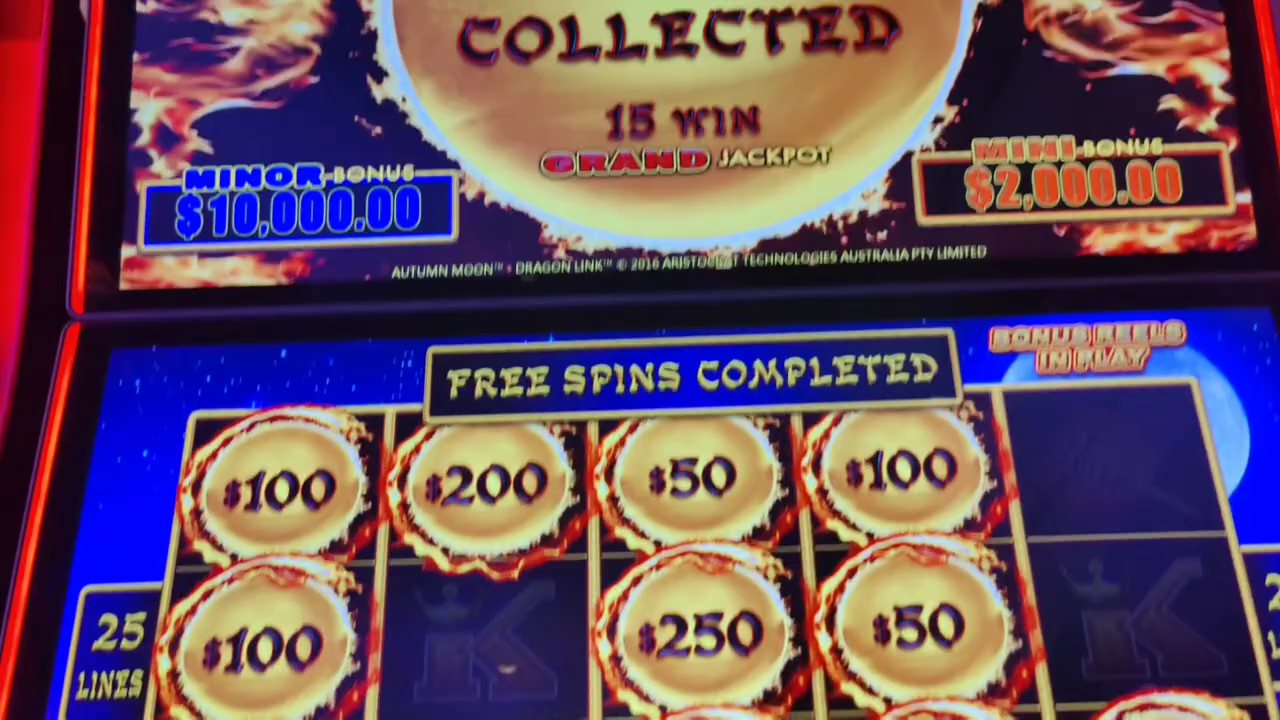 COLLECTED
15 WIN
GRAND JACKPOT
MINOR BONUS
$10,000.00
MINI BONUS
$2,000.00
AUTUMN MOON™ • DRAGON LINK™ © 2016 ARISTOCRAT TECHNOLOGIES AUSTRALIA PTY LIMITED
BONUS REELS
IN PLAY
FREE SPINS COMPLETED
$100
$200
$50
$100
25
LINES
$100
K
$250
$50
K